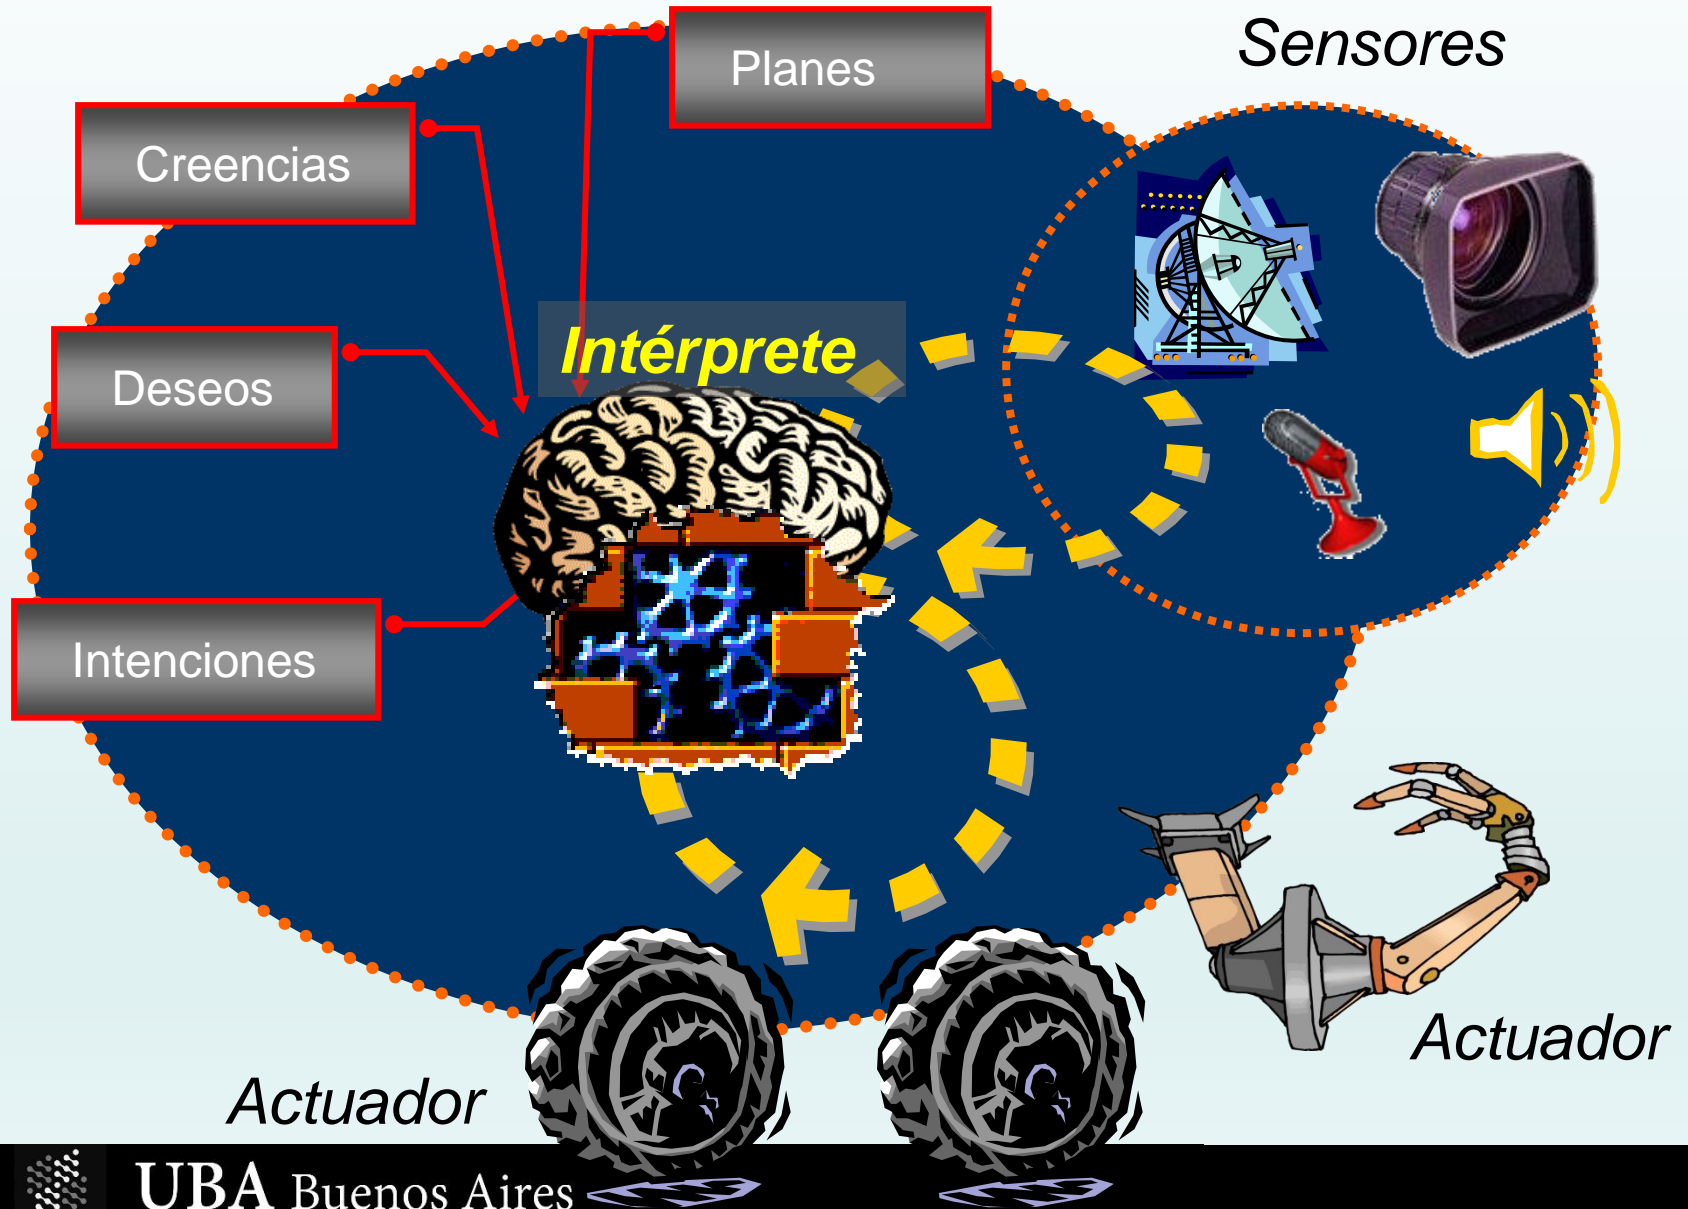 Planes
Sensores
Creencias
Intérprete
Deseos
Intenciones
Actuador
Actuador
UBA Buenos Aires